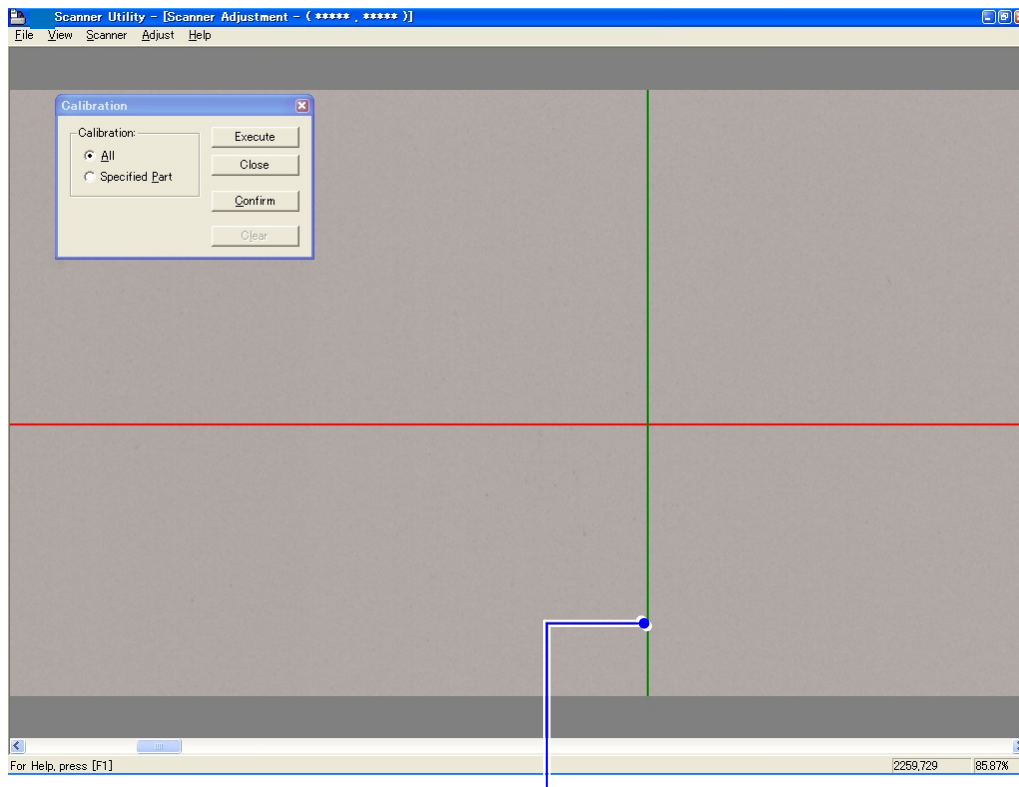 Scanner Utility - [Scanner Adjustment - ( ***** , ***** )]
File View Scanner Adjust Help
Calibration
Calibration:
All
Specified Part
Execute
Close
Confirm
Clear
For Help, press [F1]
2259,729
85.87%